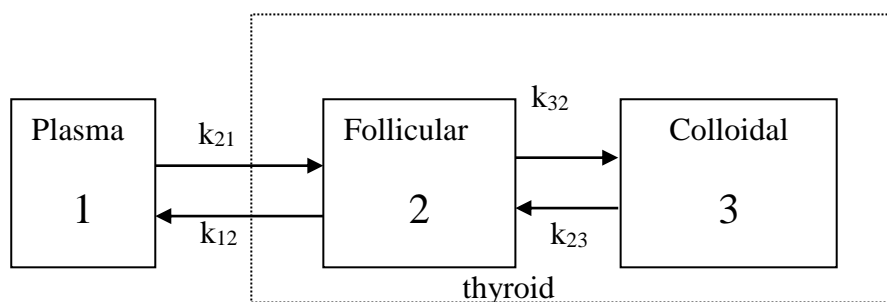 Plasma
1
k21
k12
Follicular
2
k32
k23
Colloidal
3
thyroid